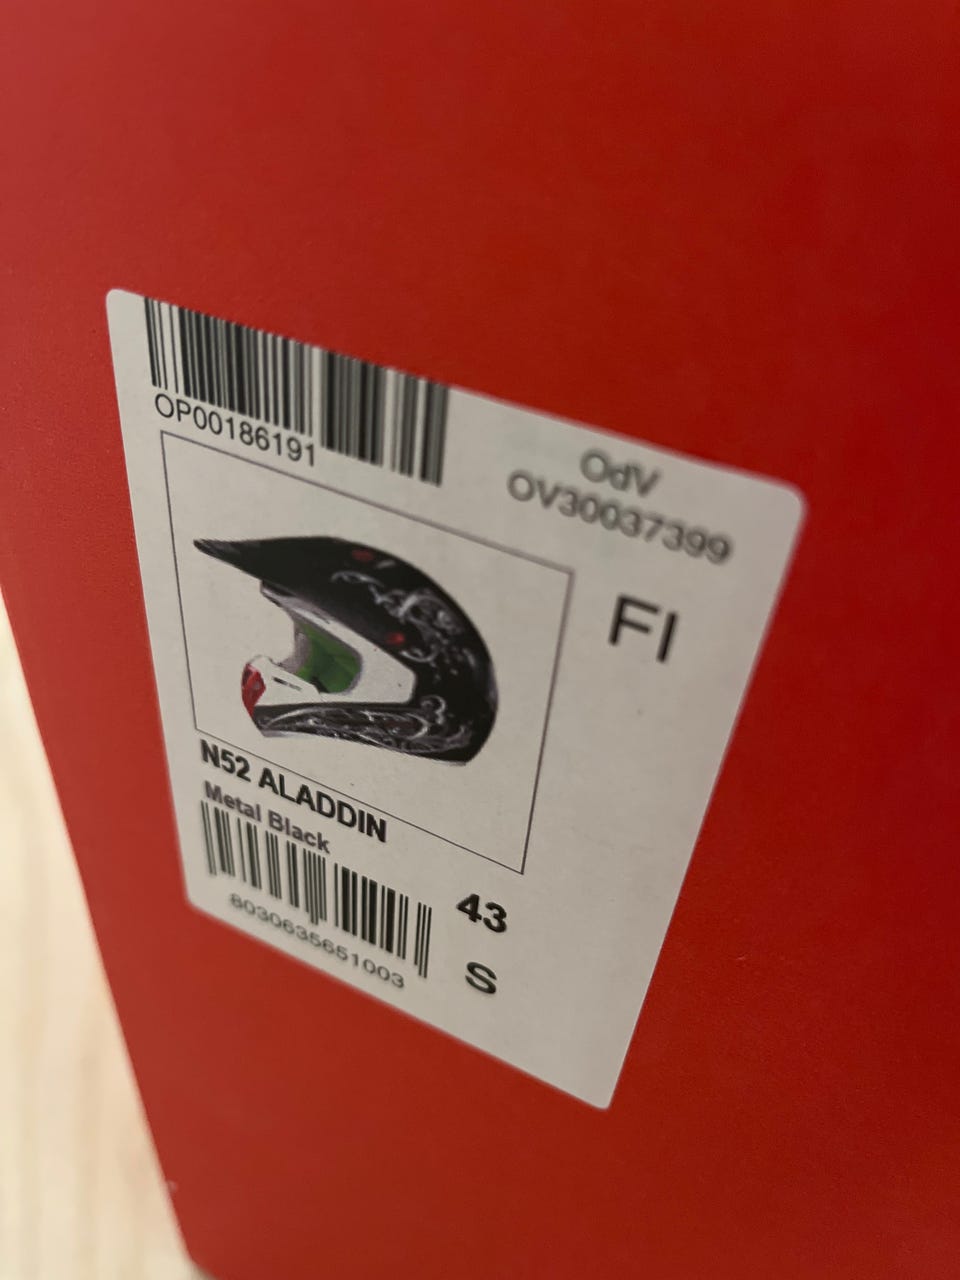 OP00186191
OdV
OV30037399
FI
N52 ALADDIN
Metal Black
43
8030635651003
S